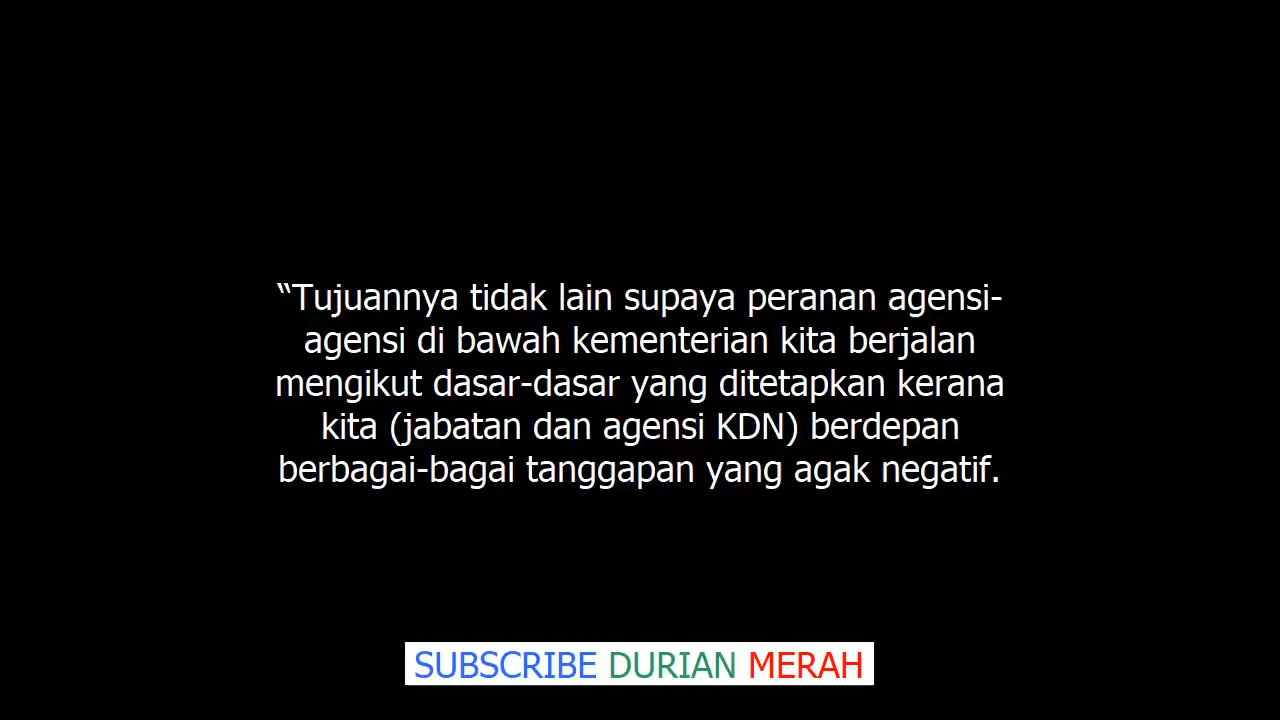 “Tujuannya tidak lain supaya peranan agensi-
agensi di bawah kementerian kita berjalan
mengikut dasar-dasar yang ditetapkan kerana
kita (jabatan dan agensi KDN) berdepan
berbagai-bagai tanggapan yang agak negatif.
SUBSCRIBE DURIAN MERAH